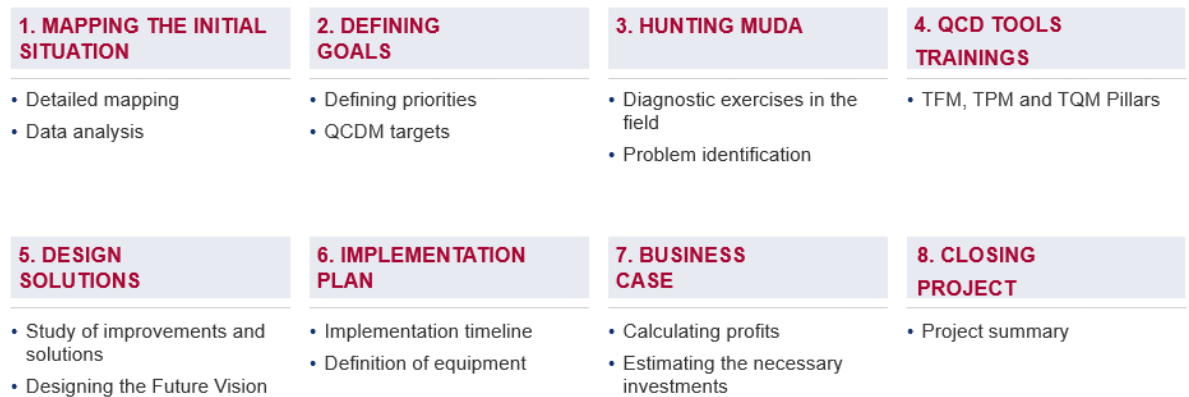 1. MAPPING THE INITIAL
SITUATION
• Detailed mapping
• Data analysis
2. DEFINING
GOALS
• Defining priorities
• QCDM targets
3. HUNTING MUDA
• Diagnostic exercises in the
field
• Problem identification
4. QCD TOOLS
TRAININGS
• TFM, TPM and TQM Pillars
5. DESIGN
SOLUTIONS
• Study of improvements and
solutions
• Designing the Future Vision
6. IMPLEMENTATION
PLAN
• Implementation timeline
• Definition of equipment
7. BUSINESS
CASE
• Calculating profits
• Estimating the necessary
investments
8. CLOSING
PROJECT
• Project summary